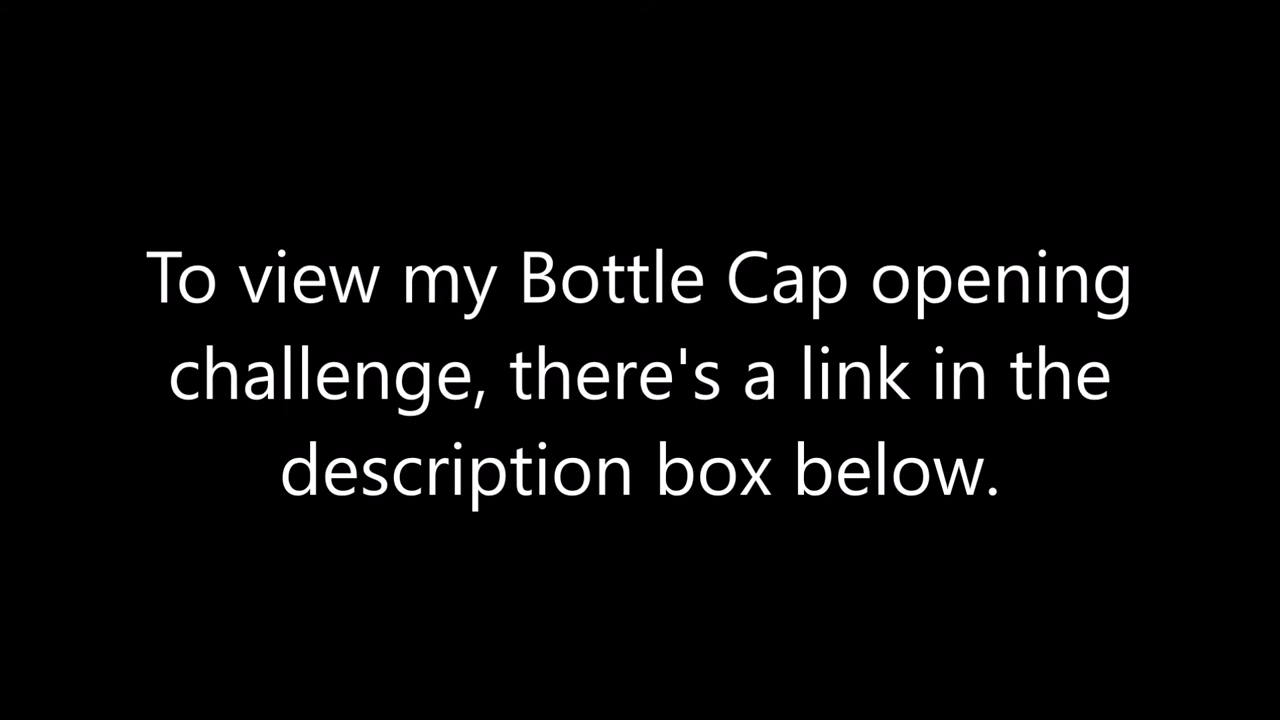 To view my Bottle Cap opening
challenge, there's a link in the
description box below.